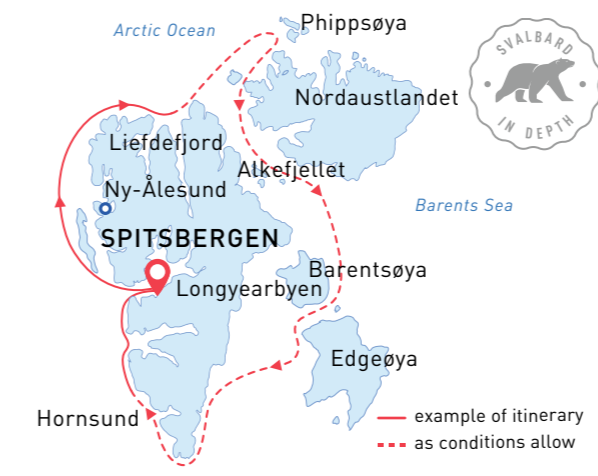 Arctic Ocean
Phippsøya
SVALBARD
IN DEPTH
Nordaustlandet
Liefdefjord
Alkefjellet
Ny-Ålesund
Barents Sea
SPITSBERGEN
Barentsøya
Longyearbyen
Edgeøya
Hornsund
example of itinerary
as conditions allow